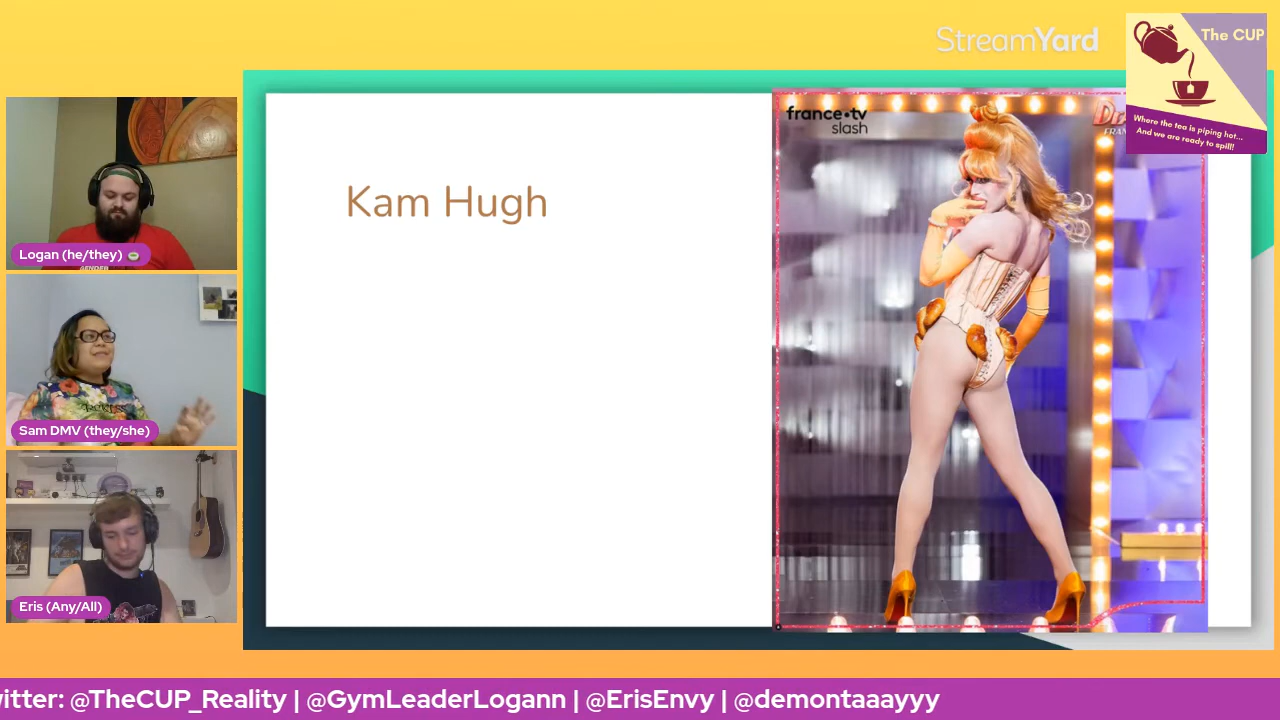 StreamYard
The CUP
Where the tea is piping hot...
And we are ready to spill!
Kam Hugh
france•tv
slash
Logan (he/they) 🍵
Sam DMV (they/she)
Eris (Any/All)
itter: @TheCUP_Reality | @GymLeaderLogann | @ErisEnvy | @demontaaayyy